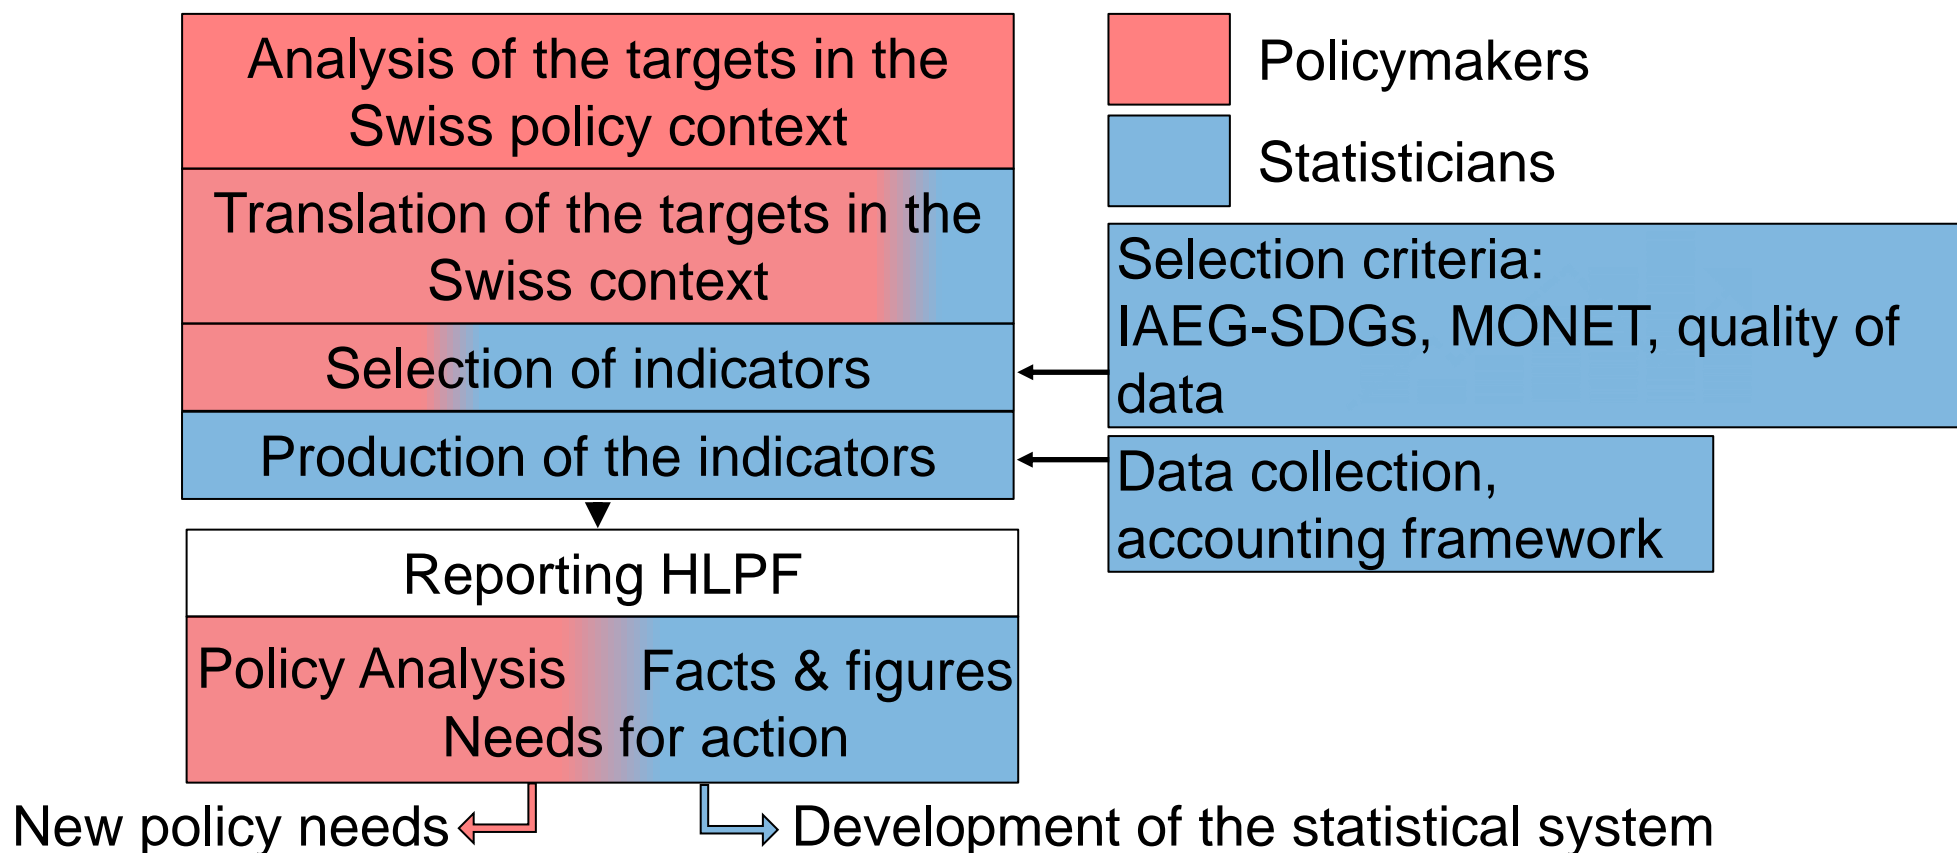 Analysis of the targets in the
Swiss policy context
Translation of the targets in the
Swiss context
Selection of indicators
Production of the indicators
Policymakers
Statisticians
Selection criteria:
IAEG-SDGs, MONET, quality of
data
Data collection,
accounting framework
Reporting HLPF
Policy Analysis Facts & figures
Needs for action
New policy needs
Development of the statistical system